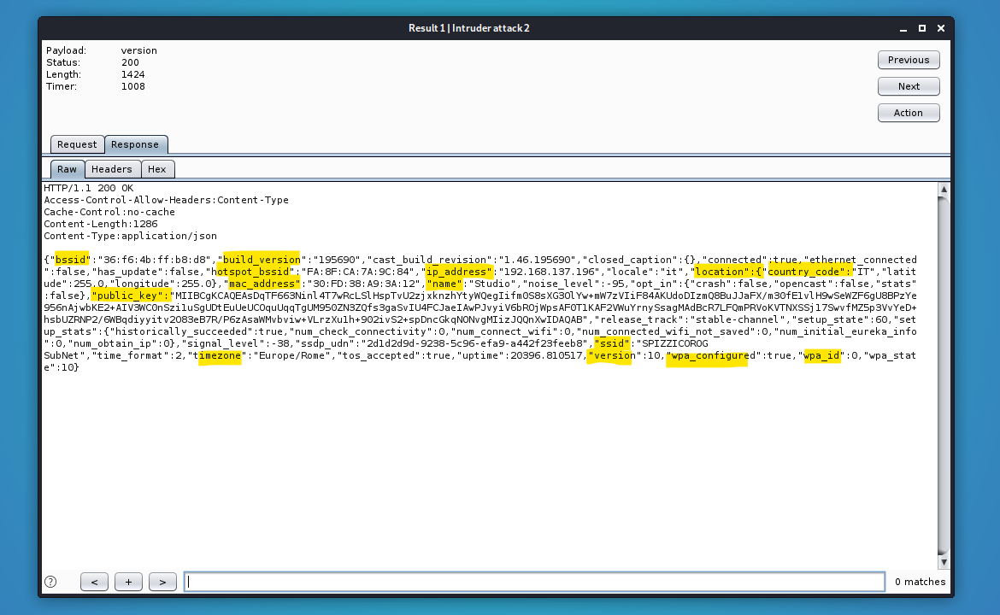 Result 1 | Intruder attack 2
Payload: version
Status: 200
Length: 1424
Timer: 1008
Previous
Next
Action
Request Response
Raw Headers Hex
HTTP/1.1 200 OK
Access-Control-Allow-Headers:Content-Type
Cache-Control:no-cache
Content-Length:1286
Content-Type:application/json
{"bssid":"36:f6:4b:ff:b8:d8","build_version":"195690","cast_build_revision":"1.46.195690","closed_caption":{},"connected":true,"ethernet_connected
":false,"has_update":false,"hotspot_bssid":"FA:8F:CA:7A:9C:84","ip_address":"192.168.137.196","locale":"it","location":{"country_code":"IT","latit
ude":255.0,"longitude":255.0},"mac_address":"30:FD:38:A9:3A:12","name":"Studio","noise_level":-95,"opt_in":{"crash":false,"opencast":false,"stats"
:false},"public_key":"MIIBCgKCAQEAsDqTF663Ninl4T7wRcLSlHspTvU2zjxknzhYtyWQegIifmOS8sXG3OlYw+mW7zVIiF84AKUdoDIzmQ8BuJJaFX/m3OfE1vlH9wSeWZF6gU8BPzYe
956nAjwbKE2+AIV3WCOnSzi1uSgUDtEuUeUCOquUqqTgUM950ZN3ZQfs3gaSvIU4FCJaeIAwPJvyiV6bROjWpsAF0T1KAF2VWuYrnySsagMAdBcR7LFQmPRVoKVTNXSSj17SwvfMZ5p3VvYeD+
hsbUZRNP2/6WBqdiyyitv2O83eB7R/P6zAsaWMvbviw+VLrzXu1h+9O2ivS2+spDncGkqNONvgMIizJQQnXwIDAQAB","release_track":"stable-channel","setup_state":60,"set
up_stats":{"historically_succeeded":true,"num_check_connectivity":0,"num_connect_wifi":0,"num_connected_wifi_not_saved":0,"num_initial_eureka_info
":0,"num_obtain_ip":0},"signal_level":-38,"ssdp_udn":"2d1d2d9d-9238-5c96-efa9-a442f23feeb8","ssid":"SPIZZICOROG
SubNet","time_format":2,"timezone":"Europe/Rome","tos_accepted":true,"uptime":20396.810517,"version":10,"wpa_configured":true,"wpa_id":0,"wpa_stat
e":10}
? < + > 0 matches